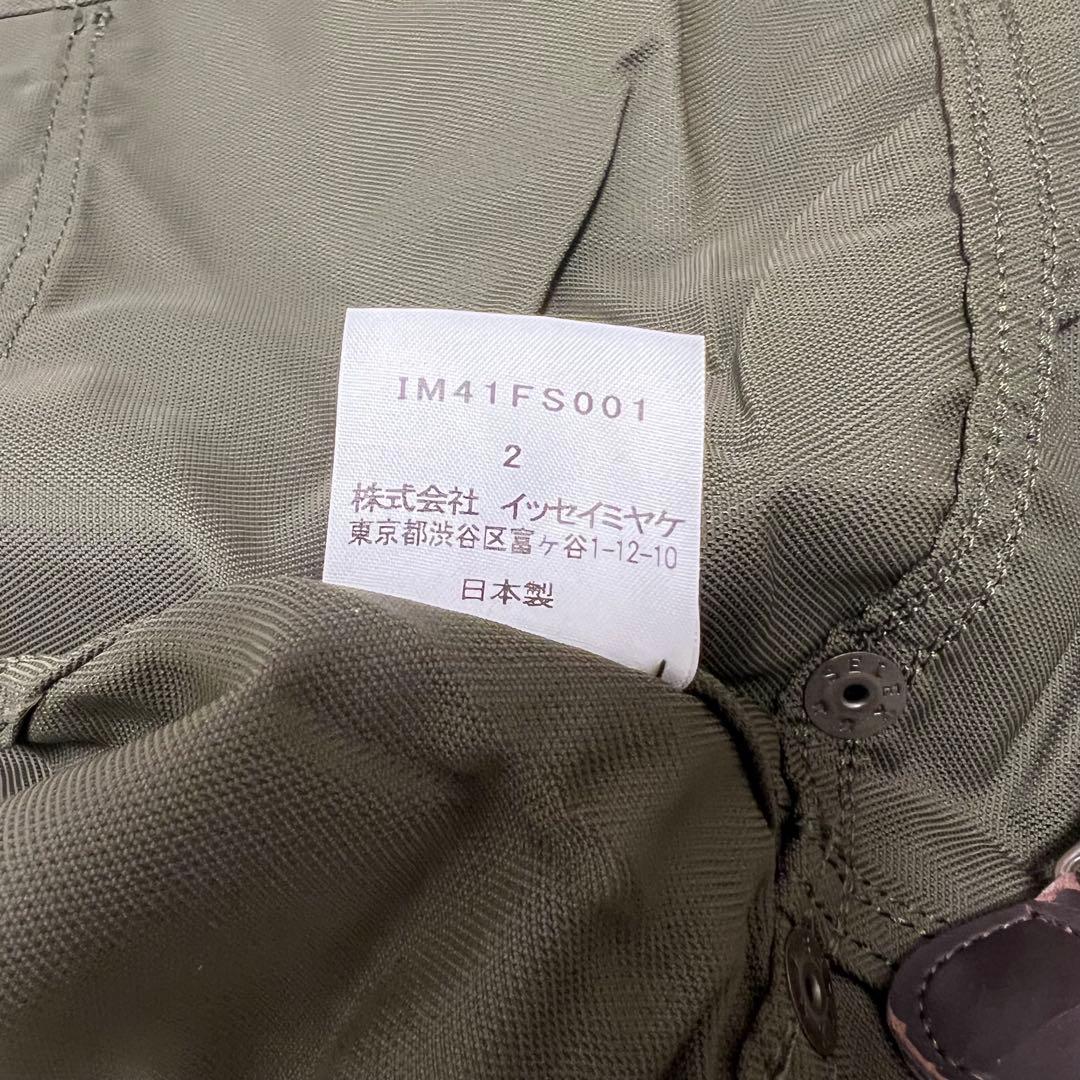 IM41FS001
2
株式会社 イッセイミヤケ
東京都渋谷区富ヶ谷1-12-10
日本製